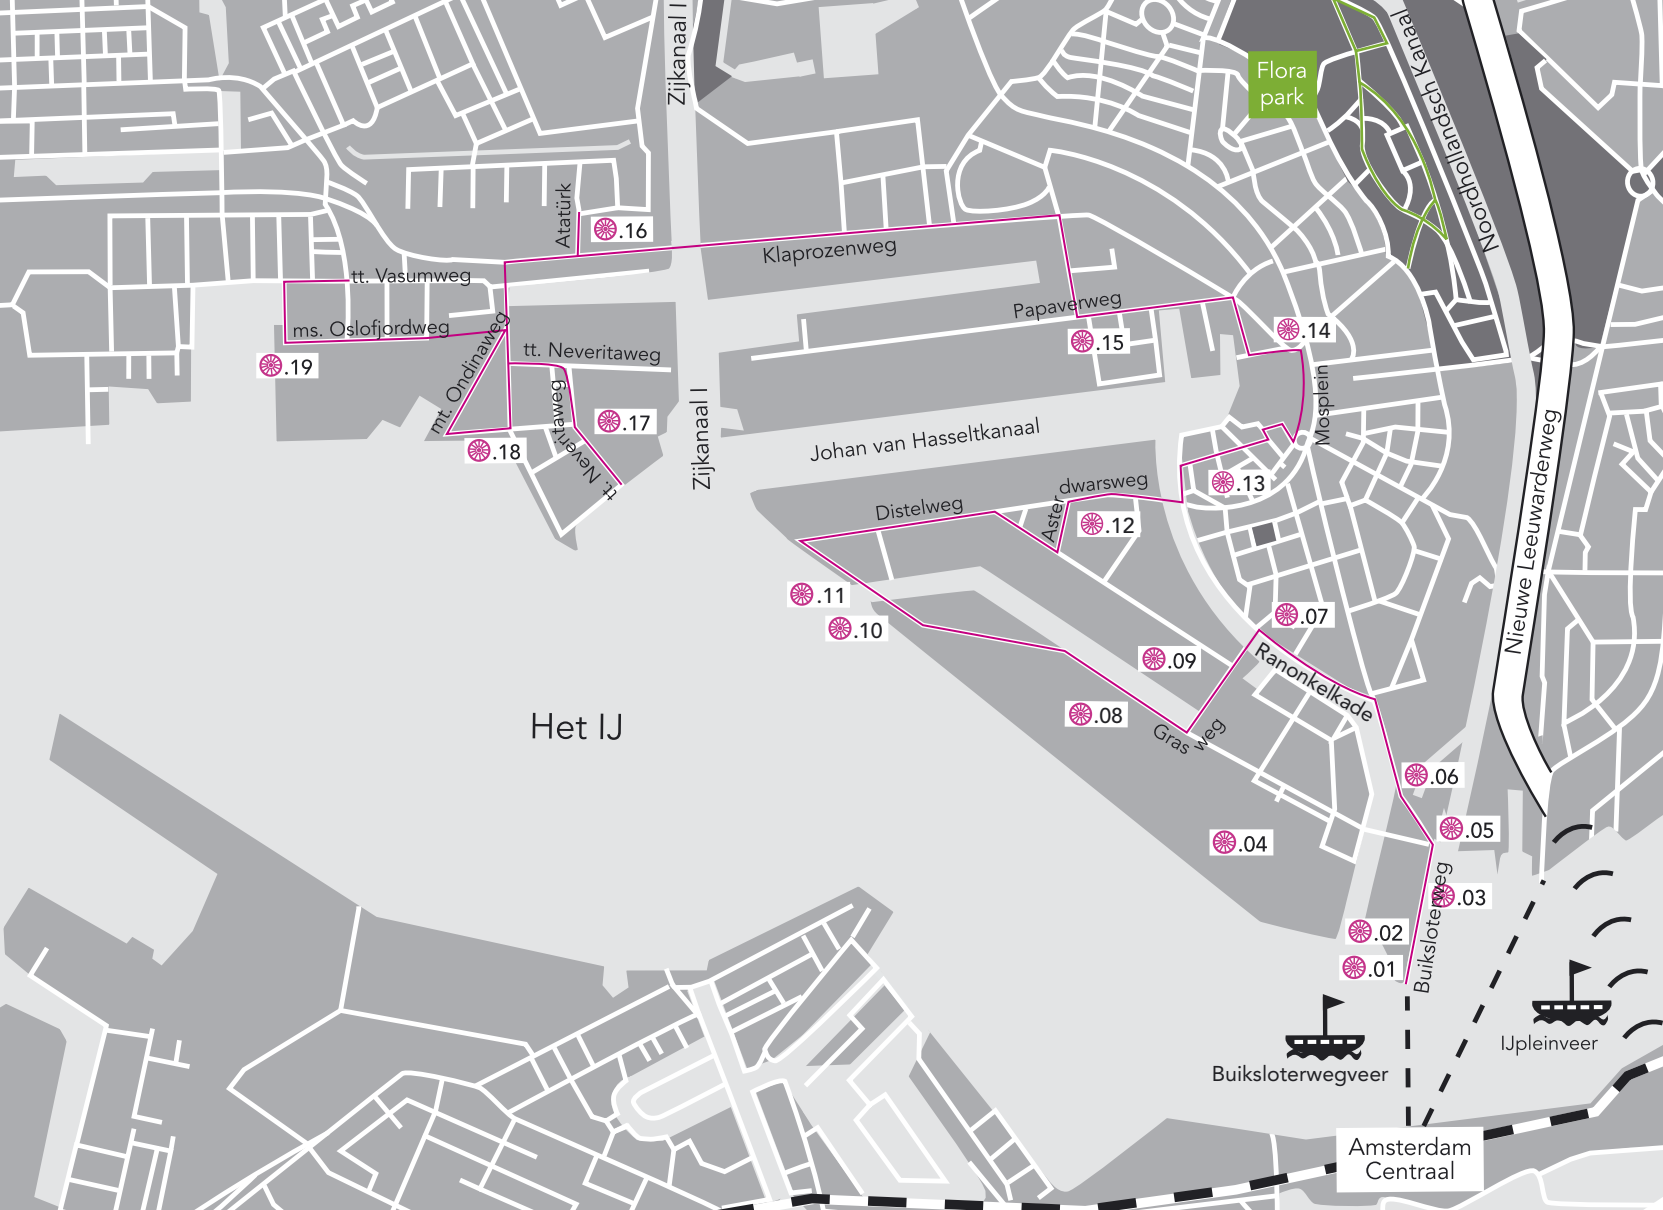 Zijkanaal I
Flora
park
Noordhollandsch Kanaal
Atatürk
.16
Klaprozenweg
tt. Vasumweg
ms. Oslofjordweg
.19
mt. Ondinaweg
tt. Neveritaweg
tt. Neveritaweg
.17
.18
Papaverweg
.15
.14
Mosplein
Zijkanaal I
Johan van Hasseltkanaal
.13
Distelweg
Aster
dwarsweg
.12
Nieuwe Leeuwarderweg
.11
.10
.07
.09
Ranonkelkade
.08
Gras weg
Het IJ
.06
.05
.04
.03
Buiksloterweg
.02
.01
IJpleinveer
Buiksloterwegveer
Amsterdam
Centraal